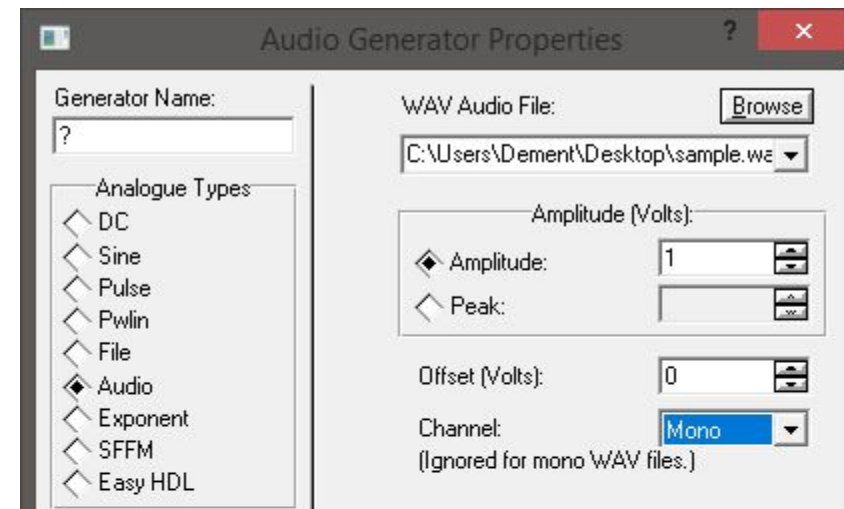 Audio Generator Properties
?
×
Generator Name:
?
Analogue Types
DC
Sine
Pulse
Pwlin
File
Audio
Exponent
SFFM
Easy HDL
WAV Audio File:
Browse
C:\Users\Dement\Desktop\sample.wa
Amplitude (Volts):
Amplitude:
1
Peak:
Offset (Volts):
0
Channel:
Mono
(Ignored for mono WAV files.)